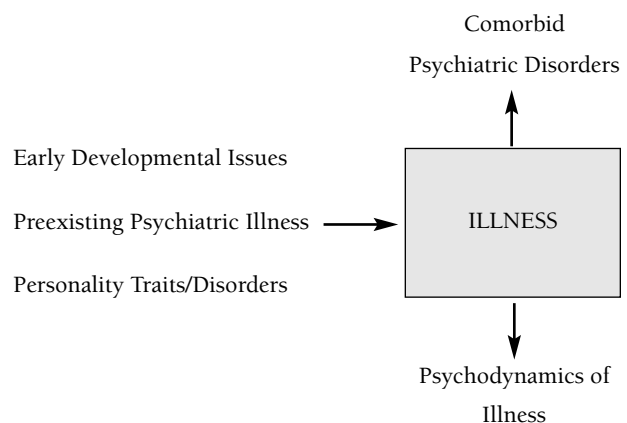 Comorbid
Psychiatric Disorders
Early Developmental Issues
Preexisting Psychiatric Illness
ILLNESS
Personality Traits/Disorders
Psychodynamics of
Illness